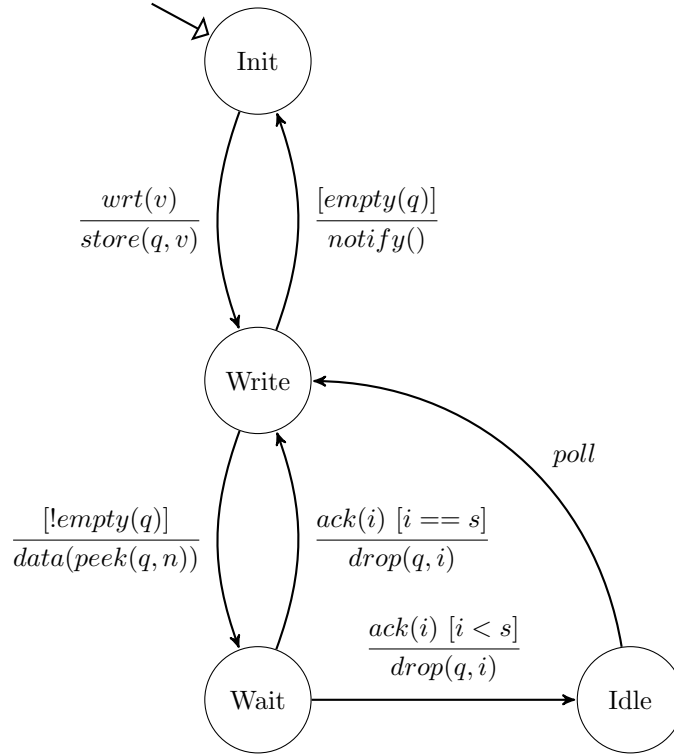 Init
wrt(v)
store(q, v)
[empty(q)]
notify()
Write
poll
[!empty(q)]
data(peek(q, n))
ack(i) [i == s]
drop(q, i)
ack(i) [i < s]
drop(q, i)
Wait
Idle